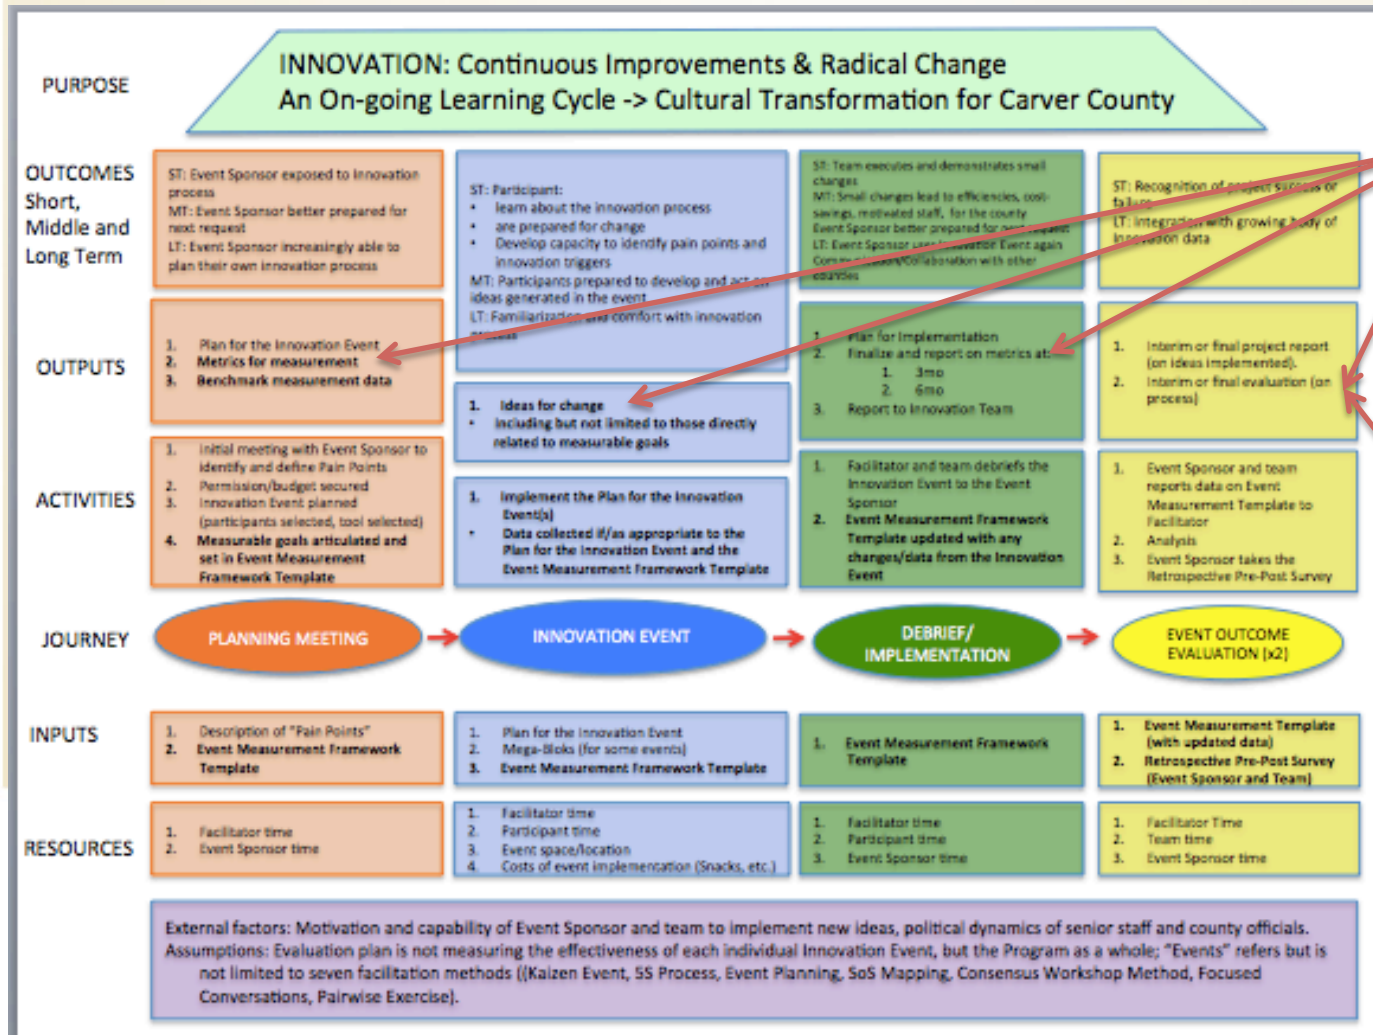 PURPOSE
INNOVATION: Continuous Improvements & Radical Change
An On-going Learning Cycle -> Cultural Transformation for Carver County
OUTCOMES
Short,
Middle and
Long Term
ST: Event Sponsor exposed to Innovation
process
MT: Event Sponsor better prepared for
next request
LT: Event Sponsor increasingly able to
plan their own innovation process
ST: Participant:
• learn about the innovation process
• are prepared for change
• Develop capacity to identify pain points and
innovation triggers
MT: Participants prepared to develop and act on
ideas generated in the event
LT: Familiarization and comfort with innovation
process
ST: Team executes and demonstrates small
changes
MT: Small changes lead to efficiencies, cost-
savings, motivated staff, for the county
Event Sponsor better prepared for next request
LT: Event Sponsor uses Innovation Event again
Communication/Collaboration with other
counties
ST: Recognition of project success or
failure
LT: Integration with growing body of
Innovation data
OUTPUTS
1. Plan for the Innovation Event
2. Metrics for measurement
3. Benchmark measurement data
1. Ideas for change
• Including but not limited to those directly
related to measurable goals
1. Plan for Implementation
2. Finalize and report on metrics at:
1. 3mo
2. 6mo
3. Report to Innovation Team
1. Interim or final project report
(on ideas implemented).
2. Interim or final evaluation (on
process)
ACTIVITIES
1. Initial meeting with Event Sponsor to
identify and define Pain Points
2. Permission/budget secured
3. Innovation Event planned
(participants selected, tool selected)
4. Measurable goals articulated and
set in Event Measurement
Framework Template
1. Implement the Plan for the Innovation
Event(s)
• Data collected if/as appropriate to the
Plan for the Innovation Event and the
Event Measurement Framework Template
1. Facilitator and team debriefs the
Innovation Event to the Event
Sponsor
2. Event Measurement Framework
Template updated with any
changes/data from the Innovation
Event
1. Event Sponsor and team
reports data on Event
Measurement Template to
Facilitator
2. Analysis
3. Event Sponsor takes the
Retrospective Pre-Post Survey
JOURNEY
PLANNING MEETING
INNOVATION EVENT
DEBRIEF/
IMPLEMENTATION
EVENT OUTCOME
EVALUATION (x2)
INPUTS
1. Description of "Pain Points"
2. Event Measurement Framework
Template
1. Plan for the Innovation Event
2. Mega-Bloks (for some events)
3. Event Measurement Framework Template
1. Event Measurement Framework
Template
1. Event Measurement Template
(with updated data)
2. Retrospective Pre-Post Survey
(Event Sponsor and Team)
RESOURCES
1. Facilitator time
2. Event Sponsor time
1. Facilitator time
2. Participant time
3. Event space/location
4. Costs of event implementation (Snacks, etc.)
1. Facilitator time
2. Participant time
3. Event Sponsor time
1. Facilitator Time
2. Team time
3. Event Sponsor time
External factors: Motivation and capability of Event Sponsor and team to implement new ideas, political dynamics of senior staff and county officials.
Assumptions: Evaluation plan is not measuring the effectiveness of each individual Innovation Event, but the Program as a whole; "Events" refers but is
not limited to seven facilitation methods ((Kaizen Event, 5S Process, Event Planning, SoS Mapping, Consensus Workshop Method, Focused
Conversations, Pairwise Exercise).